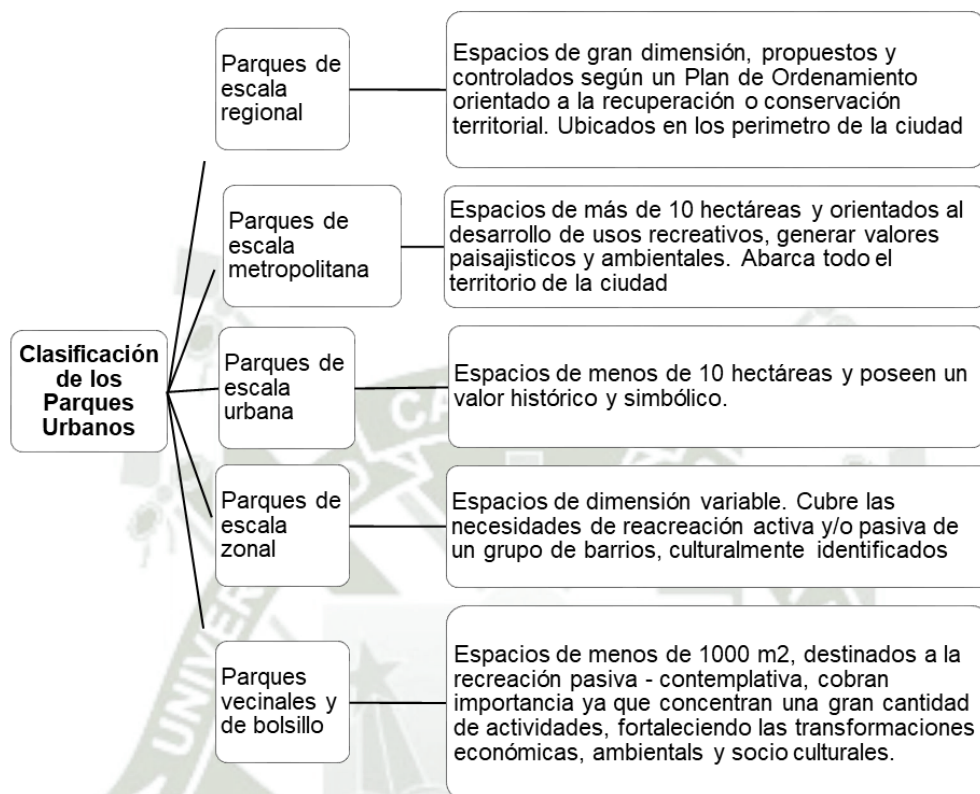 Parques de
escala
regional
Espacios de gran dimensión, propuestos y
controlados según un Plan de Ordenamiento
orientado a la recuperación o conservación
territorial. Ubicados en los perimetro de la ciudad
Parques de
escala
metropolitana
Espacios de más de 10 hectáreas y orientados al
desarrollo de usos recreativos, generar valores
paisajisticos y ambientales. Abarca todo el
territorio de la ciudad
Clasificación
de los
Parques
Urbanos
Parques de
escala
urbana
Espacios de menos de 10 hectáreas y poseen un
valor histórico y simbólico.
Parques de
escala
zonal
Espacios de dimensión variable. Cubre las
necesidades de reacreación activa y/o pasiva de
un grupo de barrios, culturalmente identificados
Parques
vecinales y
de bolsillo
Espacios de menos de 1000 m2, destinados a la
recreación pasiva - contemplativa, cobran
importancia ya que concentran una gran cantidad
de actividades, fortaleciendo las transformaciones
económicas, ambientals y socio culturales.